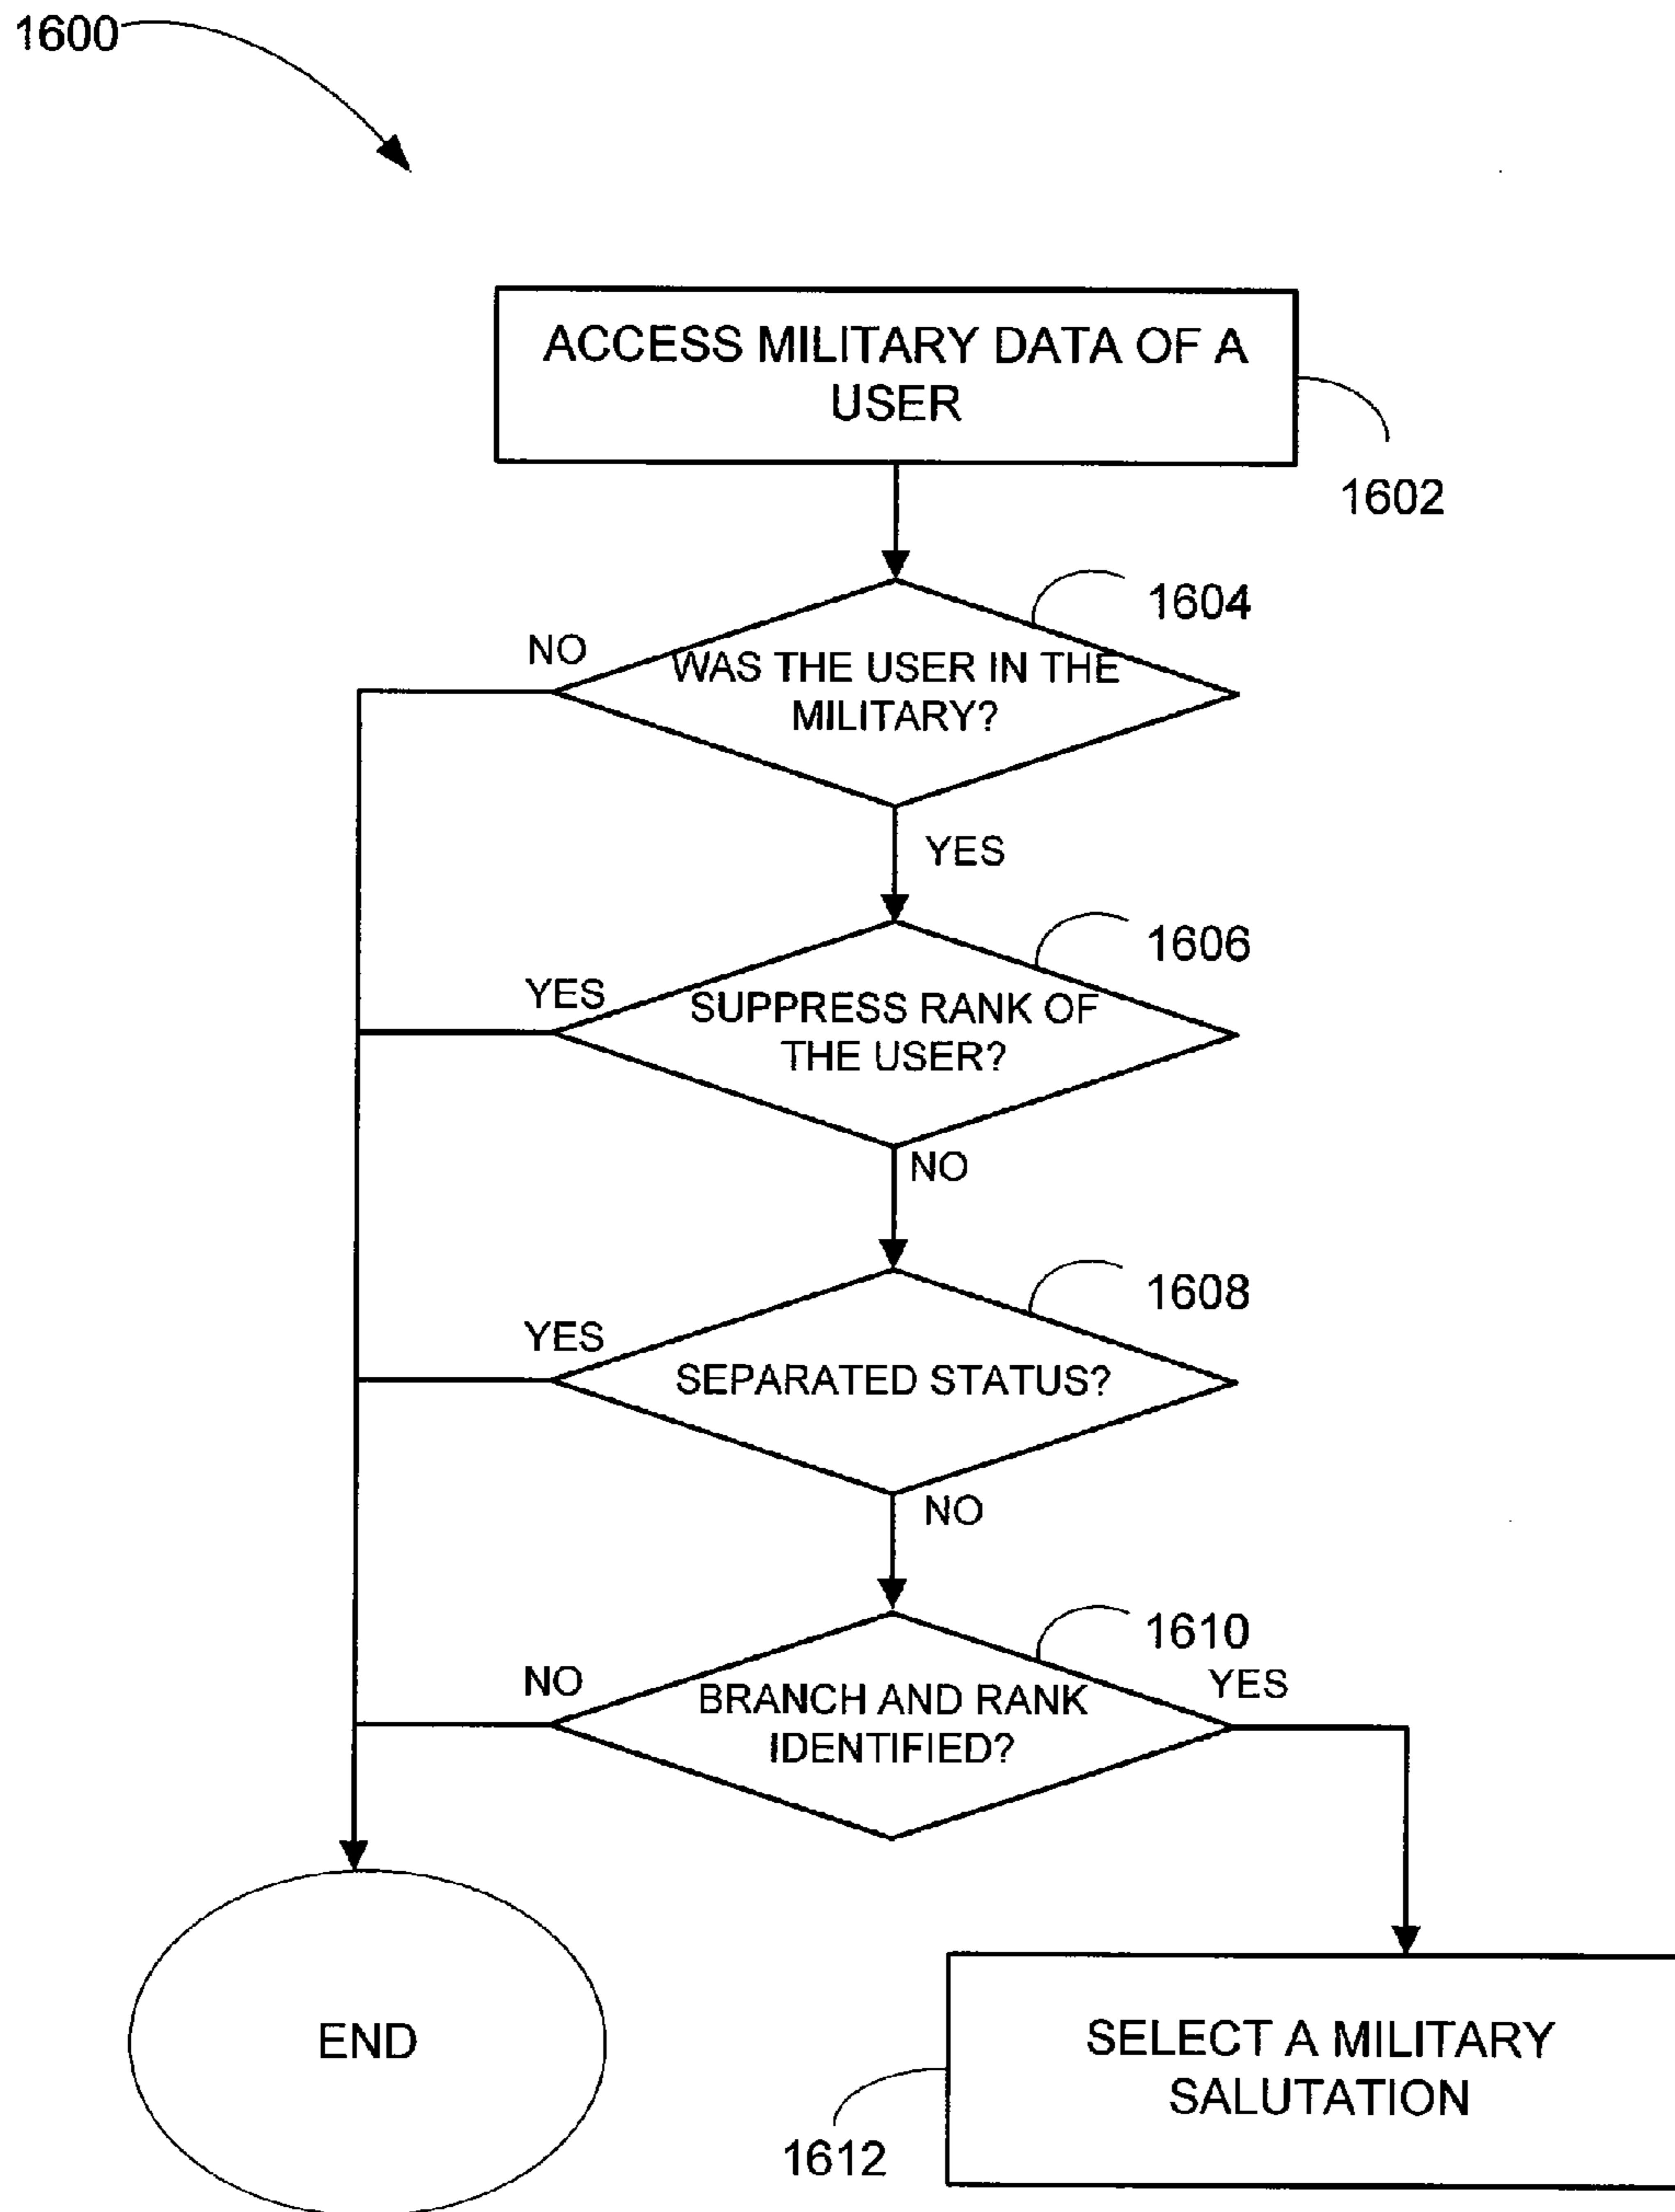 1600
ACCESS MILITARY DATA OF A
USER
1602
1604
NO
WAS THE USER IN THE
MILITARY?
YES
1606
YES
SUPPRESS RANK OF
THE USER?
NO
1608
YES
SEPARATED STATUS?
NO
1610
NO
YES
BRANCH AND RANK
IDENTIFIED?
END
SELECT A MILITARY
SALUTATION
1612